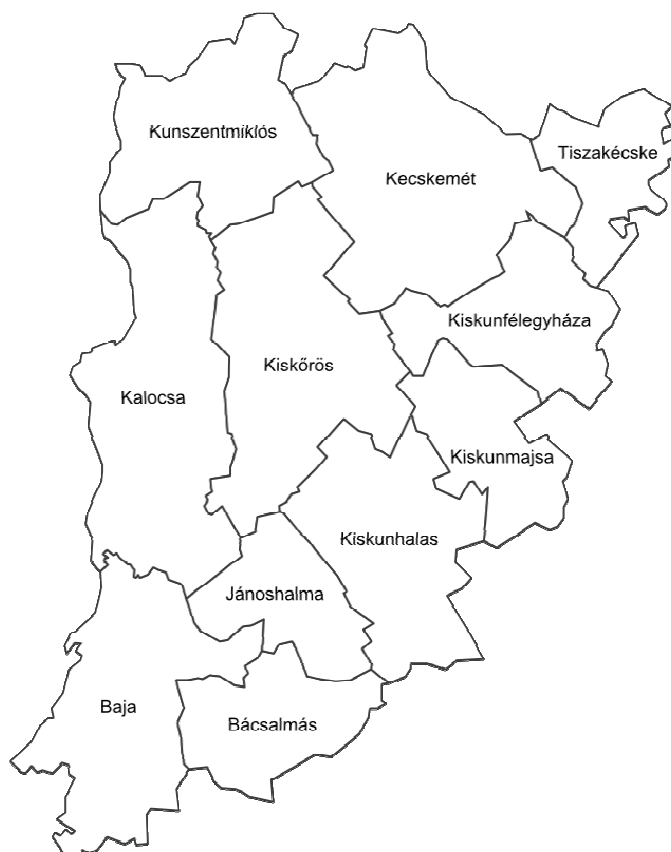 Kunszentmiklós
Tiszakécske
Kecskemét
Kiskunfélegyháza
Kiskőrös
Kalocsa
Kiskunmajsa
Kiskunhalas
Jánoshalma
Baja
Bácsalmás